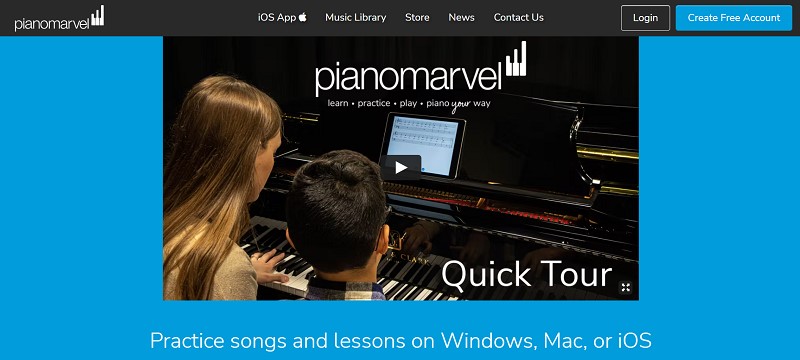 pianomarvel
iOS App Music Library Store News Contact Us Login Create Free Account
pianomarvel
learn • practice • play • piano your way
Quick Tour
Practice songs and lessons on Windows, Mac, or iOS